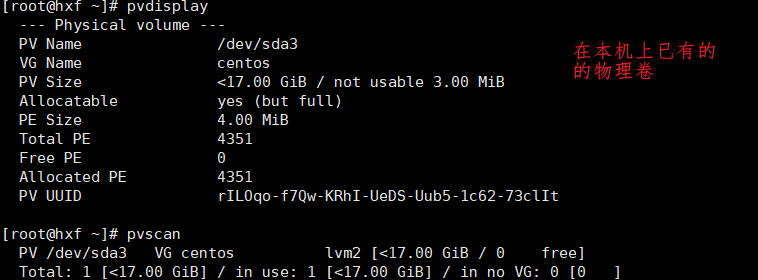 [root@hxf ~]# pvdisplay
--- Physical volume ---
PV Name /dev/sda3
VG Name centos
PV Size <17.00 GiB / not usable 3.00 MiB
Allocatable yes (but full)
PE Size 4.00 MiB
Total PE 4351
Free PE 0
Allocated PE 4351
PV UUID rILOqo-f7Qw-KRhI-UeDS-Uub5-1c62-73clIt
在本机上已有的
的物理卷
[root@hxf ~]# pvscan
PV /dev/sda3 VG centos lvm2 [<17.00 GiB / 0 free]
Total: 1 [<17.00 GiB] / in use: 1 [<17.00 GiB] / in no VG: 0 [0 ]